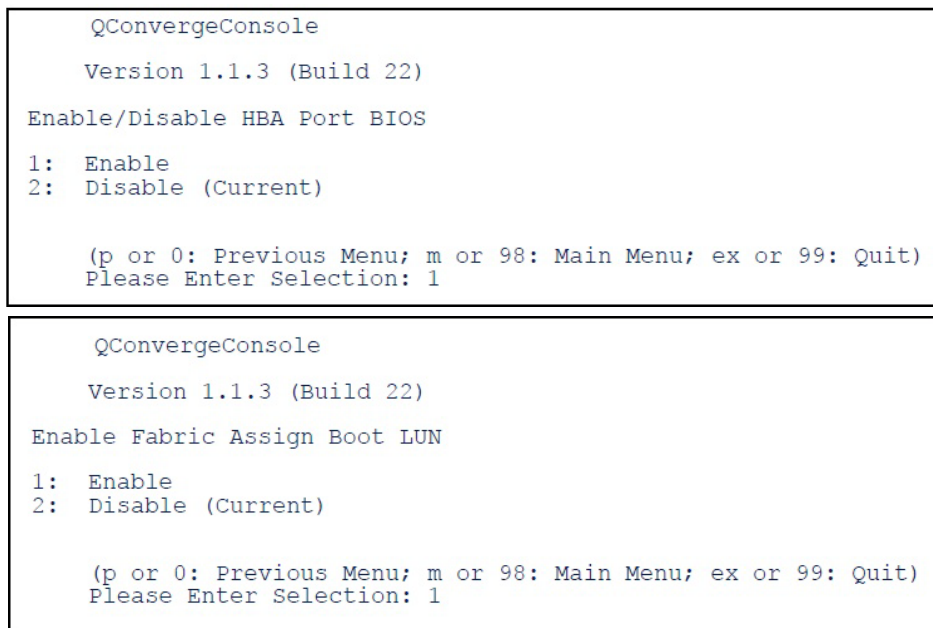 QConvergeConsole
Version 1.1.3 (Build 22)
Enable/Disable HBA Port BIOS
1: Enable
2: Disable (Current)
(p or 0: Previous Menu; m or 98: Main Menu; ex or 99: Quit)
Please Enter Selection: 1
QConvergeConsole
Version 1.1.3 (Build 22)
Enable Fabric Assign Boot LUN
1: Enable
2: Disable (Current)
(p or 0: Previous Menu; m or 98: Main Menu; ex or 99: Quit)
Please Enter Selection: 1